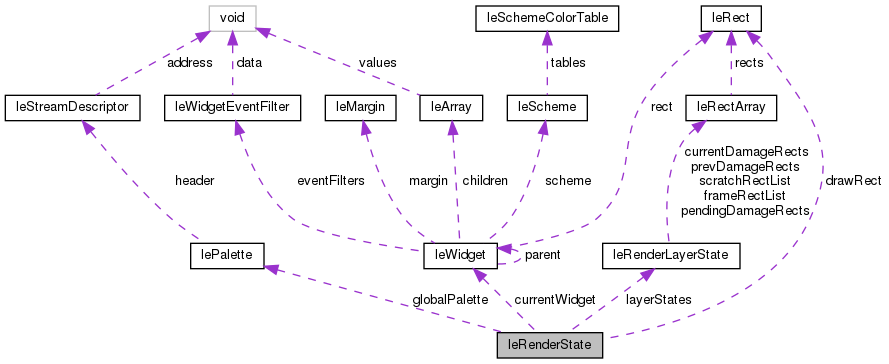 void
leSchemeColorTable
leRect
address
data
values
tables
rects
leStreamDescriptor
leWidgetEventFilter
leMargin
leArray
leScheme
rect
leRectArray
currentDamageRects
prevDamageRects
scratchRectList
frameRectList
pendingDamageRects
header
eventFilters
margin
children
scheme
drawRect
lePalette
leWidget
parent
leRenderLayerState
globalPalette
currentWidget
layerStates
leRenderState